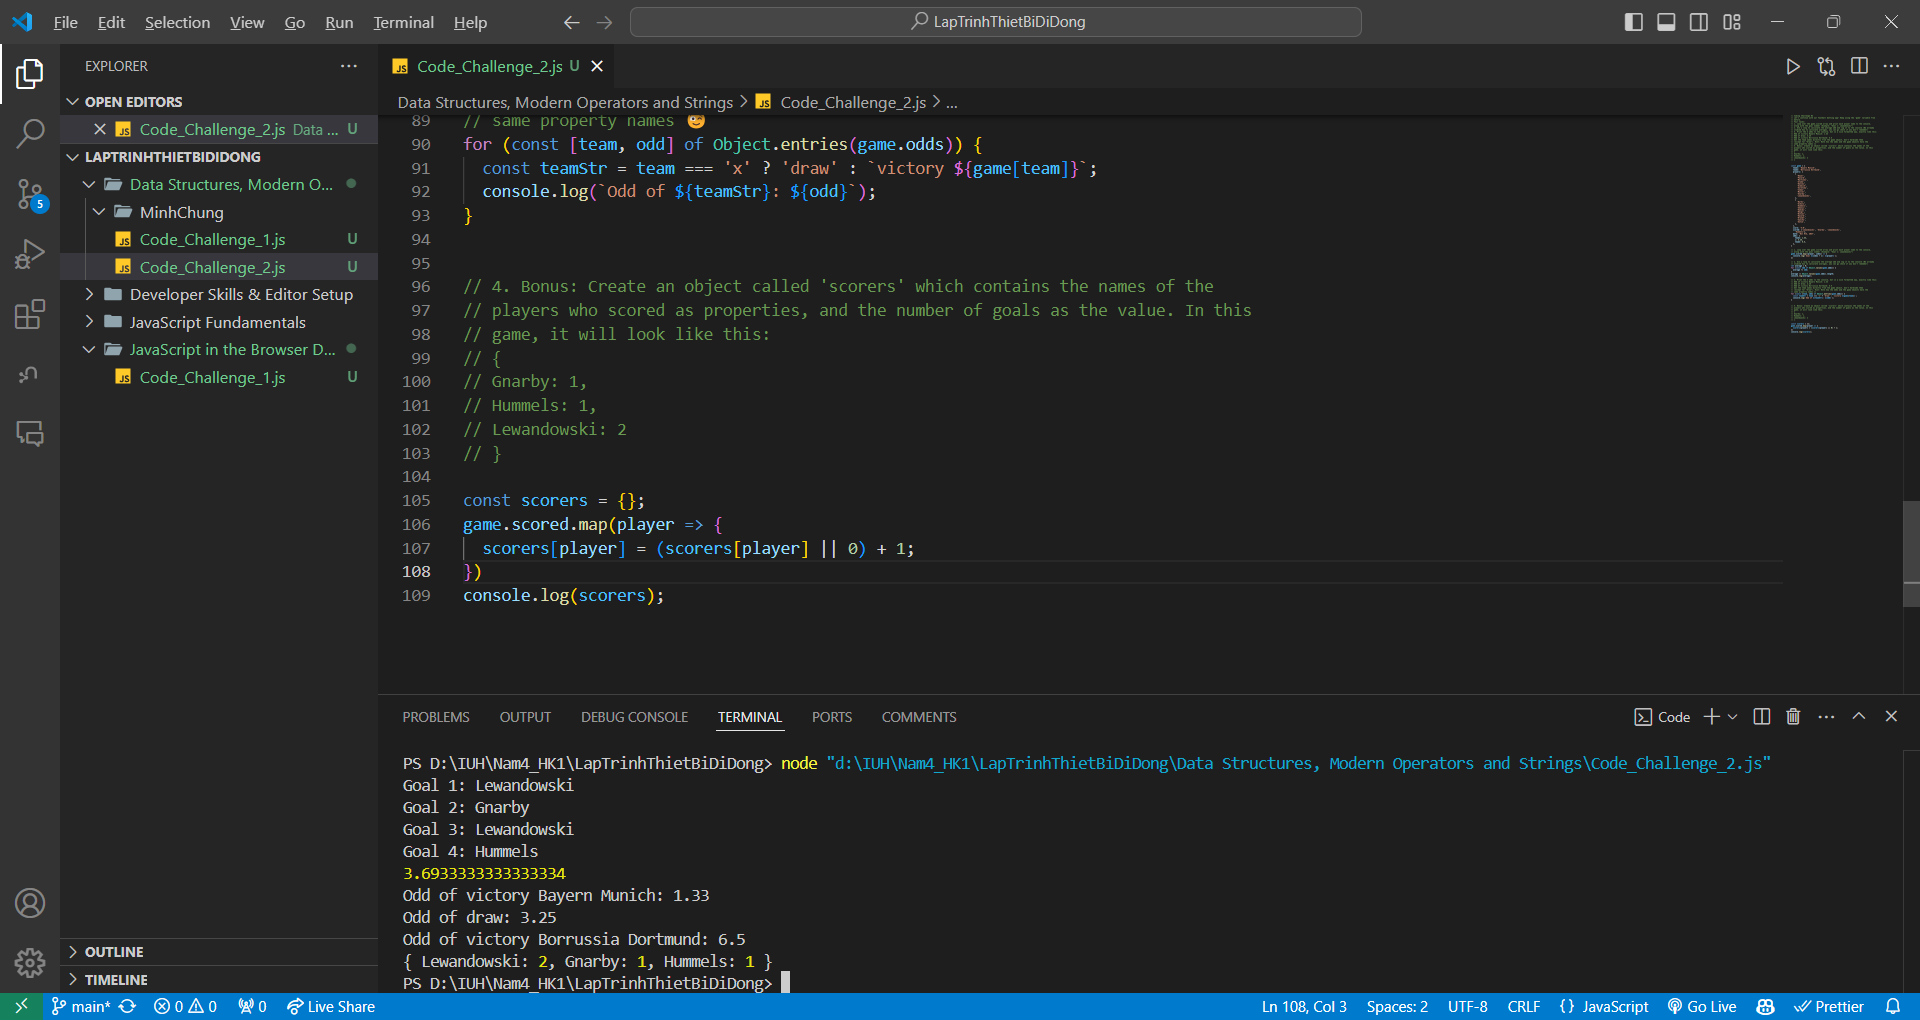 File Edit Selection View Go Run Terminal Help
LapTrinhThietBiDiDong
EXPLORER
OPEN EDITORS
Code_Challenge_2.js Data ... U
LAPTRINHTHIETBIDIDONG
Data Structures, Modern O...
MinhChung
Code_Challenge_1.js U
Code_Challenge_2.js U
Developer Skills & Editor Setup
JavaScript Fundamentals
JavaScript in the Browser D...
Code_Challenge_1.js U
OUTLINE
TIMELINE
5
Code_Challenge_2.js U
Data Structures, Modern Operators and Strings > Code_Challenge_2.js > ...
89 // same property names 😉
90 for (const [team, odd] of Object.entries(game.odds)) {
91 const teamStr = team === 'x' ? 'draw' : `victory ${game[team]}`;
92 console.log(`Odd of ${teamStr}: ${odd}`);
93 }
94
95
96 // 4. Bonus: Create an object called 'scorers' which contains the names of the
97 // players who scored as properties, and the number of goals as the value. In this
98 // game, it will look like this:
99 // {
100 // Gnarby: 1,
101 // Hummels: 1,
102 // Lewandowski: 2
103 // }
104
105 const scorers = {};
106 game.scored.map(player => {
107 scorers[player] = (scorers[player] || 0) + 1;
108 })
109 console.log(scorers);
PROBLEMS OUTPUT DEBUG CONSOLE TERMINAL PORTS COMMENTS
Code
PS D:\IUH\Nam4_HK1\LapTrinhThietBiDiDong> node "d:\IUH\Nam4_HK1\LapTrinhThietBiDiDong\Data Structures, Modern Operators and Strings\Code_Challenge_2.js"
Goal 1: Lewandowski
Goal 2: Gnarby
Goal 3: Lewandowski
Goal 4: Hummels
3.6933333333333334
Odd of victory Bayern Munich: 1.33
Odd of draw: 3.25
Odd of victory Borrussia Dortmund: 6.5
{ Lewandowski: 2, Gnarby: 1, Hummels: 1 }
PS D:\IUH\Nam4_HK1\LapTrinhThietBiDiDong>
main* 0 0 0 Live Share
Ln 108, Col 3 Spaces: 2 UTF-8 CRLF {} JavaScript Go Live Prettier